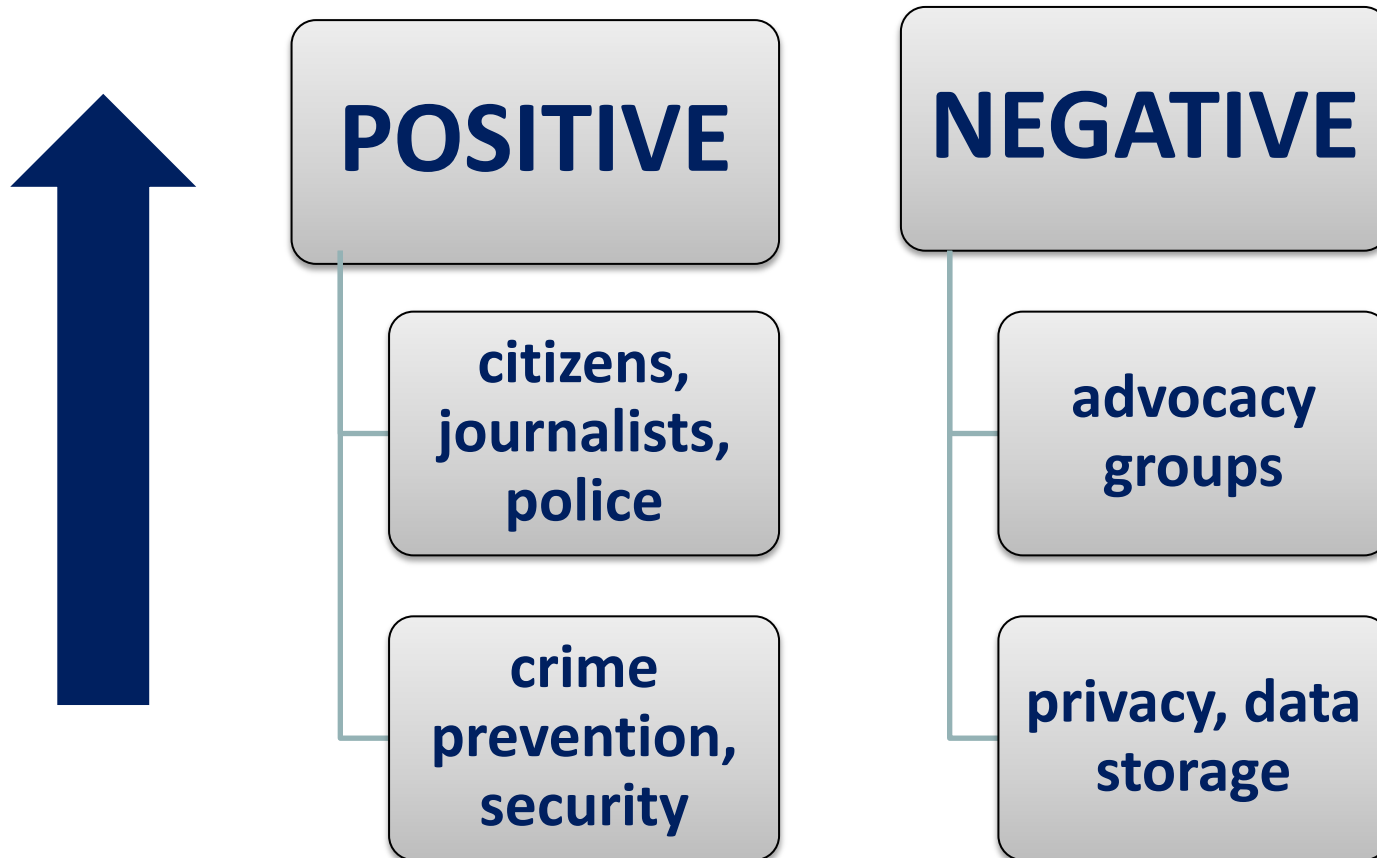 POSITIVE
citizens,
journalists,
police
crime
prevention,
security
NEGATIVE
advocacy
groups
privacy, data
storage